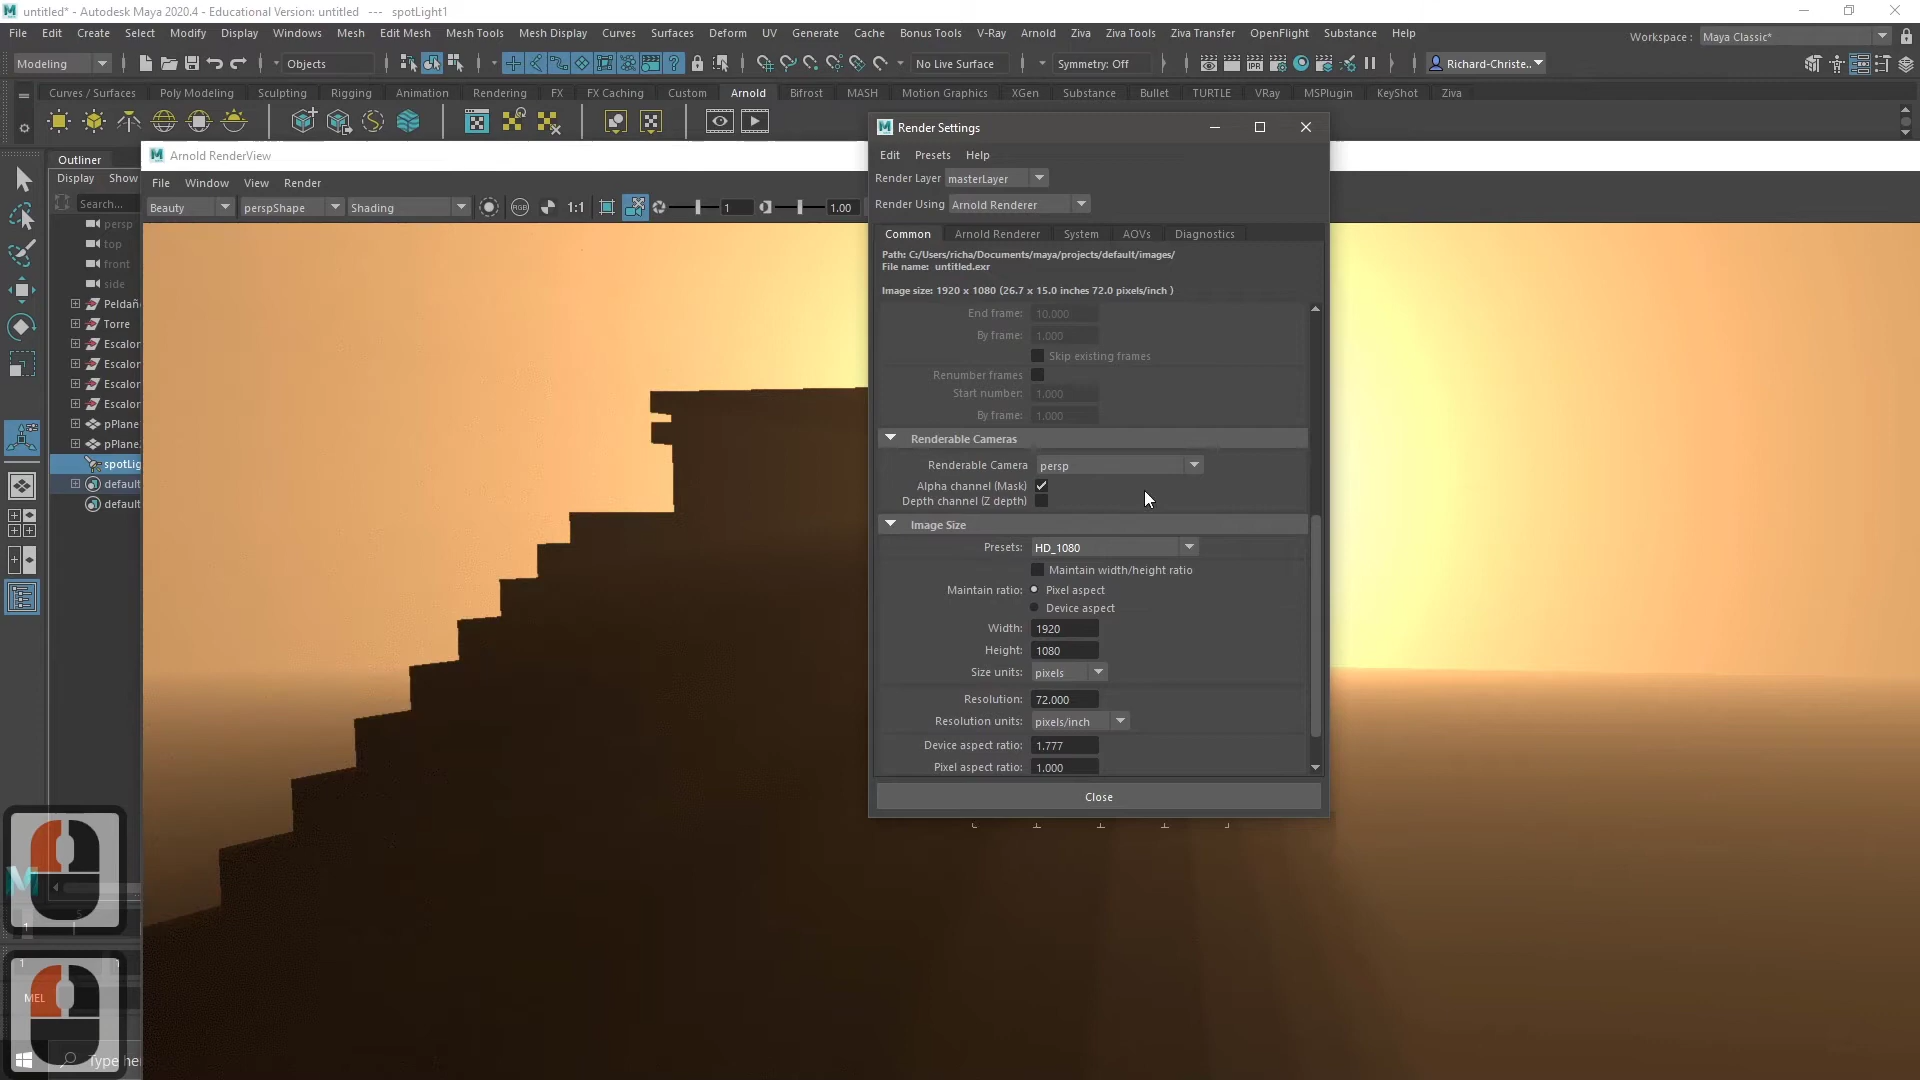 untitled* - Autodesk Maya 2020.4 - Educational Version: untitled --- spotLight1
File Edit Create Select Modify Display Windows Mesh Edit Mesh Mesh Tools Mesh Display Curves Surfaces Deform UV Generate Cache Bonus Tools V-Ray Arnold Ziva Ziva Tools Ziva Transfer OpenFlight Substance Help
Workspace : Maya Classic*
Modeling Objects No Live Surface Symmetry: Off Richard-Christe..
Curves / Surfaces Poly Modeling Sculpting Rigging Animation Rendering FX FX Caching Custom Arnold Bifrost MASH Motion Graphics XGen Substance Bullet TURTLE VRay MSPlugin KeyShot Ziva
Outliner
Display Show
Search...
persp
top
front
side
Peldañ
Torre
Escalor
Escalor
Escalor
Escalor
pPlane
pPlane
spotLig
default
default
Arnold RenderView
File Window View Render
Beauty perspShape Shading RGB 1:1 1 1.00
Render Settings
Edit Presets Help
Render Layer masterLayer
Render Using Arnold Renderer
Common Arnold Renderer System AOVs Diagnostics
Path: C:/Users/richa/Documents/maya/projects/default/images/
File name: untitled.exr
Image size: 1920 x 1080 (26.7 x 15.0 inches 72.0 pixels/inch )
End frame: 10.000
By frame: 1.000
Skip existing frames
Renumber frames
Start number: 1.000
By frame: 1.000
Renderable Cameras
Renderable Camera persp
Alpha channel (Mask)
Depth channel (Z depth)
Image Size
Presets: HD_1080
Maintain width/height ratio
Maintain ratio: Pixel aspect
Device aspect
Width: 1920
Height: 1080
Size units: pixels
Resolution: 72.000
Resolution units: pixels/inch
Device aspect ratio: 1.777
Pixel aspect ratio: 1.000
Close
MEL
Type he